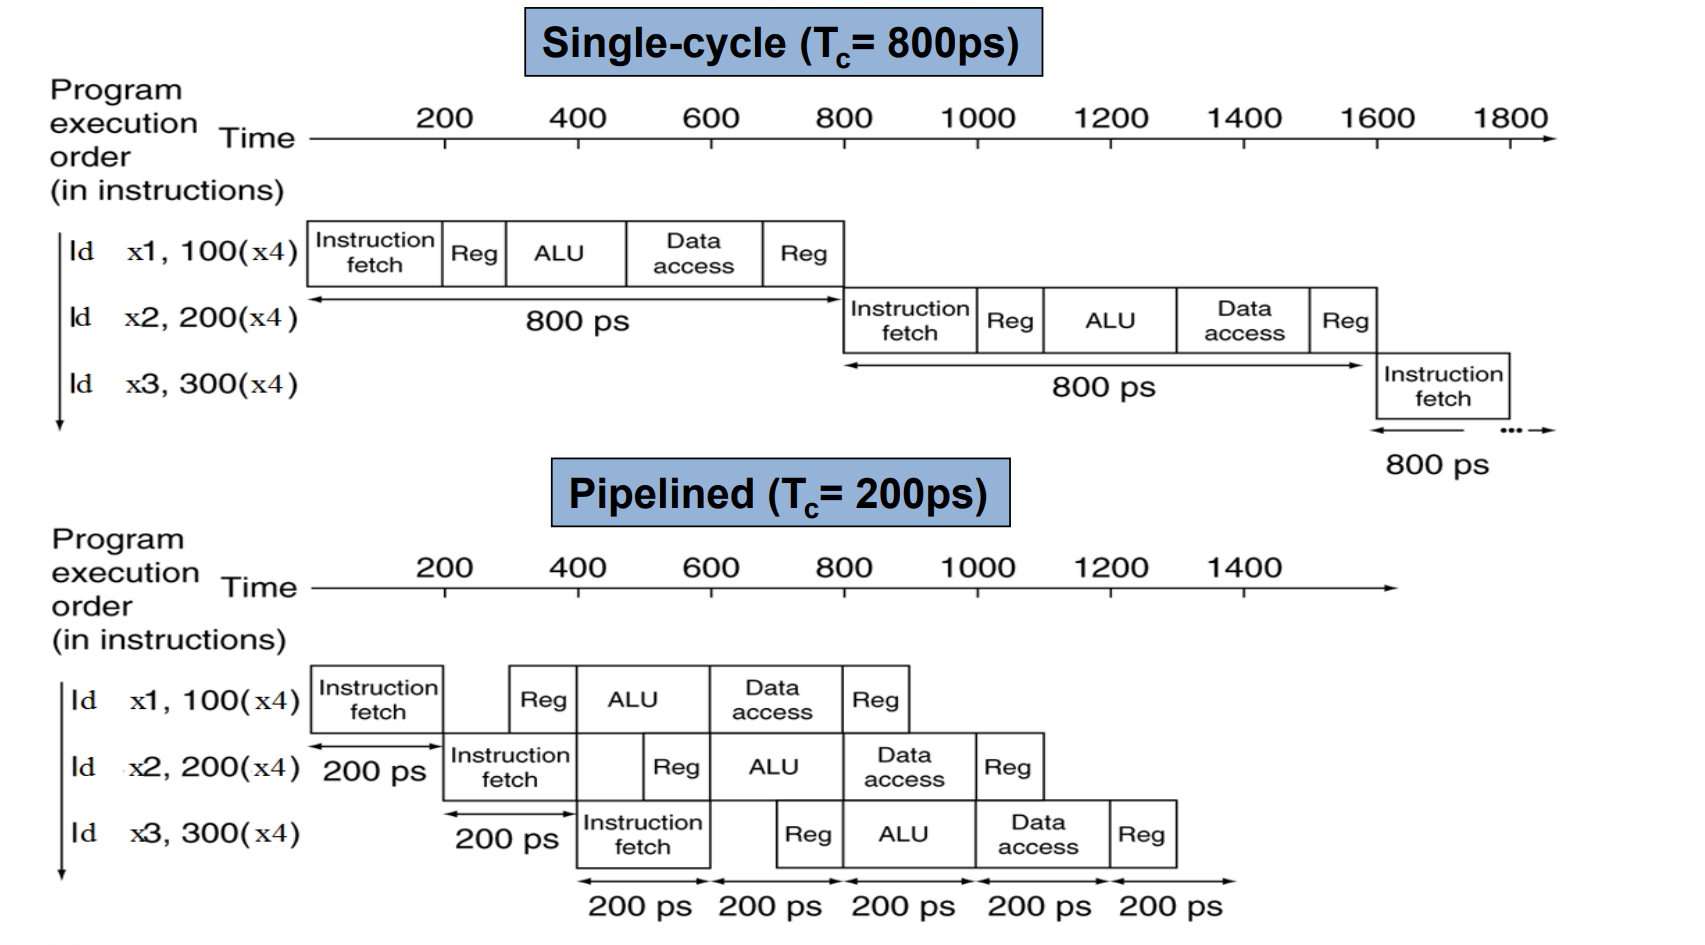 Single-cycle (Tc= 800ps)
Program
execution
order
(in instructions)
Time
200 400 600 800 1000 1200 1400 1600 1800
ld x1, 100(x4)
Instruction
fetch
Reg
ALU
Data
access
Reg
800 ps
ld x2, 200(x4)
Instruction
fetch
Reg
ALU
Data
access
Reg
800 ps
ld x3, 300(x4)
Instruction
fetch
...
800 ps
Pipelined (Tc= 200ps)
Program
execution
order
(in instructions)
Time
200 400 600 800 1000 1200 1400
ld x1, 100(x4)
Instruction
fetch
Reg
ALU
Data
access
Reg
200 ps
ld x2, 200(x4)
Instruction
fetch
Reg
ALU
Data
access
Reg
200 ps
ld x3, 300(x4)
Instruction
fetch
Reg
ALU
Data
access
Reg
200 ps 200 ps 200 ps 200 ps 200 ps